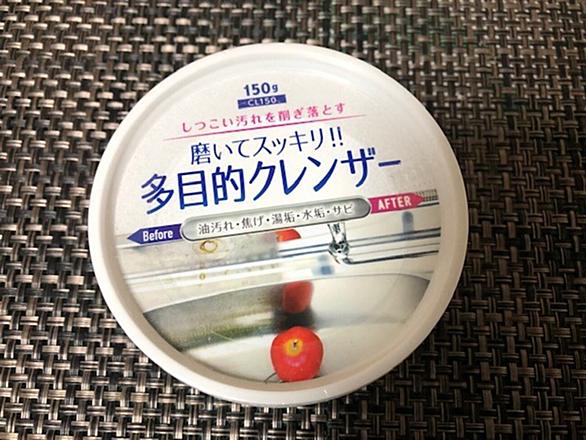 150g
CL150
しつこい汚れを削ぎ落とす
磨いてスッキリ!!
多目的クレンザー
Before
油汚れ・焦げ・湯垢・水垢・サビ
AFTER